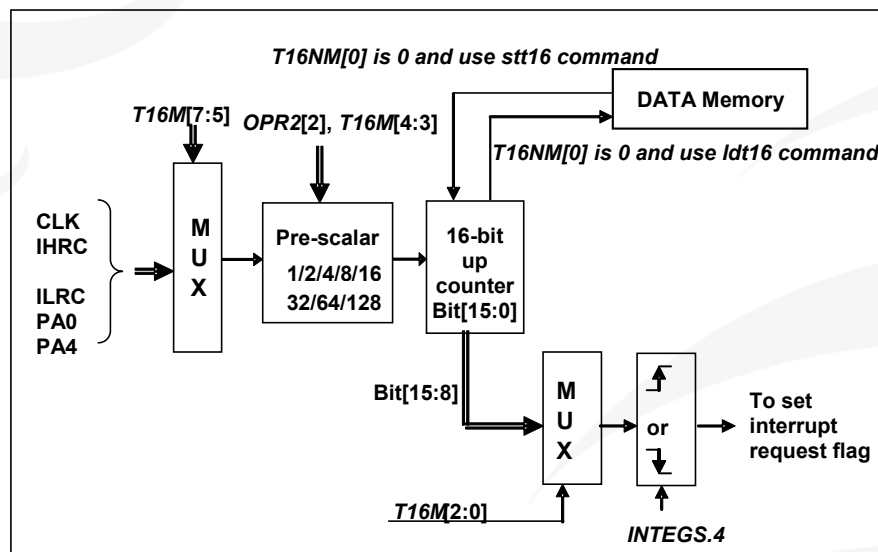 T16NM[0] is 0 and use stt16 command
DATA Memory
T16M[7:5]
OPR2[2], T16M[4:3]
T16NM[0] is 0 and use ldt16 command
CLK
IHRC
ILRC
PA0
PA4
M
U
X
Pre-scalar
1/2/4/8/16
32/64/128
16-bit
up
counter
Bit[15:0]
Bit[15:8]
M
U
X
or
To set
interrupt
request flag
T16M[2:0]
INTEGS.4